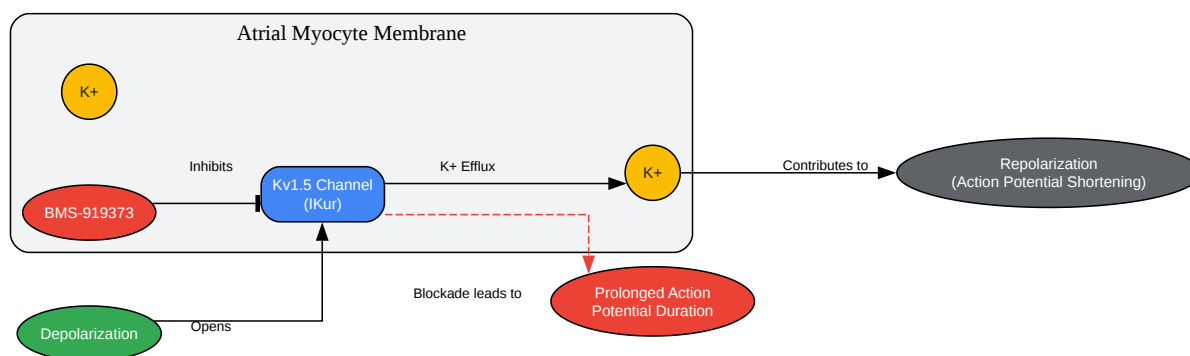 Atrial Myocyte Membrane
K+
Inhibits
K+ Efflux
K+
Contributes to
Repolarization
(Action Potential Shortening)
BMS-919373
Kv1.5 Channel
(IKur)
Blockade leads to
Prolonged Action
Potential Duration
Depolarization
Opens